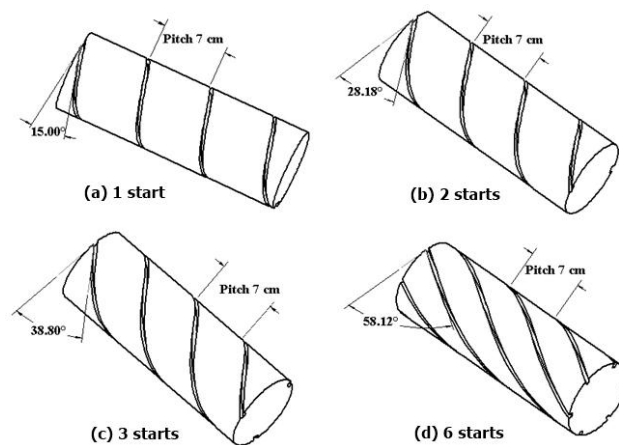 Pitch 7 cm
15.00°
(a) 1 start
Pitch 7 cm
28.18°
(b) 2 starts
Pitch 7 cm
38.80°
(c) 3 starts
Pitch 7 cm
58.12°
(d) 6 starts